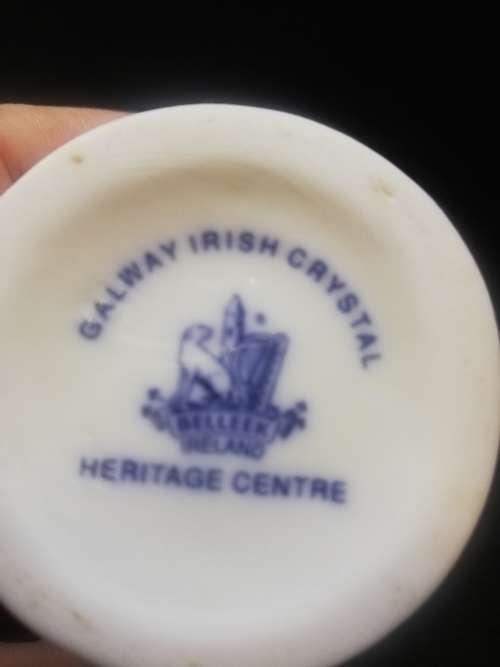 GALWAY IRISH CRYSTAL
BELLEEK
IRELAND
HERITAGE CENTRE